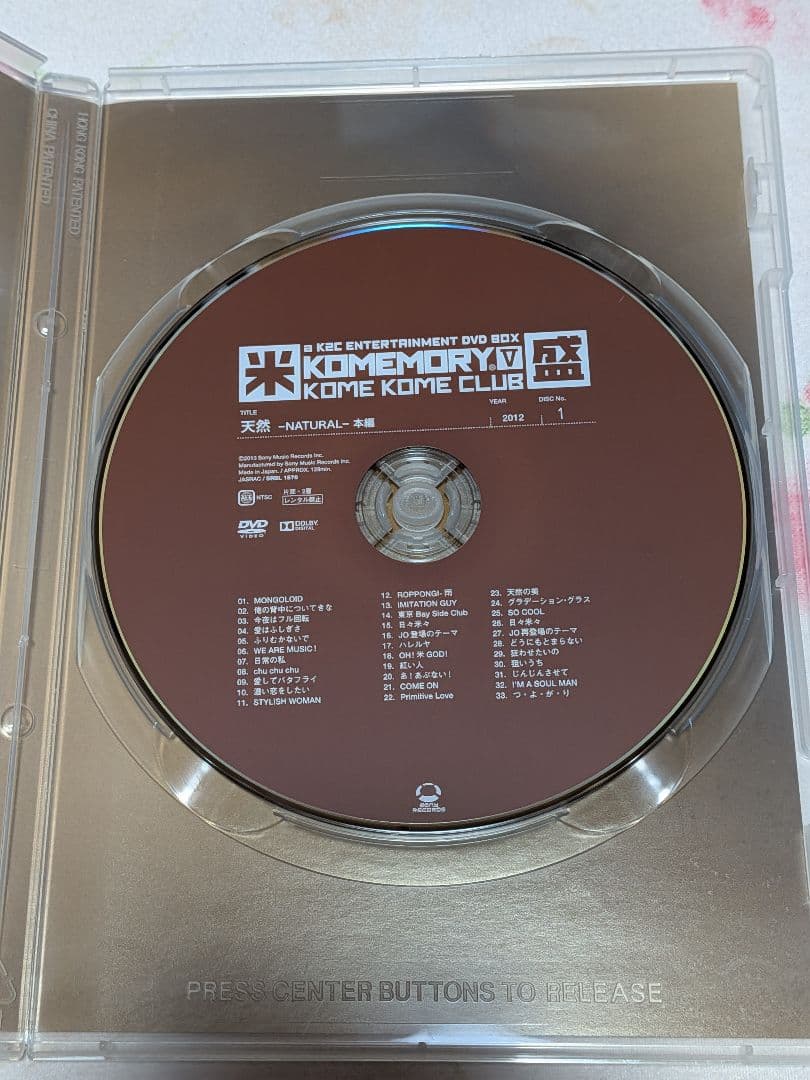 HONG KONG PATENTED
CHINA PATENTED
a K2C ENTERTAINMENT DVD BOX
米 KOMEMORY® V 盛
KOME KOME CLUB
TITLE YEAR DISC No.
天然 -NATURAL- 本編 2012 1
©2013 Sony Music Records Inc.
Manufactured by Sony Music Records Inc.
Made in Japan. / APPROX. 128min.
JASRAC / SRBL 1576
NTSC 片面・2層
レンタル禁止
DVD VIDEO DOLBY DIGITAL
01. MONGOLOID
02. 俺の背中についてきな
03. 今夜はフル回転
04. 愛はふしぎさ
05. ふりむかないで
06. WE ARE MUSIC!
07. 日常の私
08. chu chu chu
09. 愛してバタフライ
10. 濃い恋をしたい
11. STYLISH WOMAN
12. ROPPONGI- 雨
13. IMITATION GUY
14. 東京 Bay Side Club
15. 日々米々
16. JO登場のテーマ
17. ハレルヤ
18. OH! 米 GOD!
19. 紅い人
20. あ！あぶない！
21. COME ON
22. Primitive Love
23. 天然の美
24. グラデーション・グラス
25. SO COOL
26. 日々米々
27. JO再登場のテーマ
28. どうにもとまらない
29. 狂わせたいの
30. 狙いうち
31. じんじんさせて
32. I'M A SOUL MAN
33. つ・よ・が・り
SONY RECORDS
PRESS CENTER BUTTONS TO RELEASE